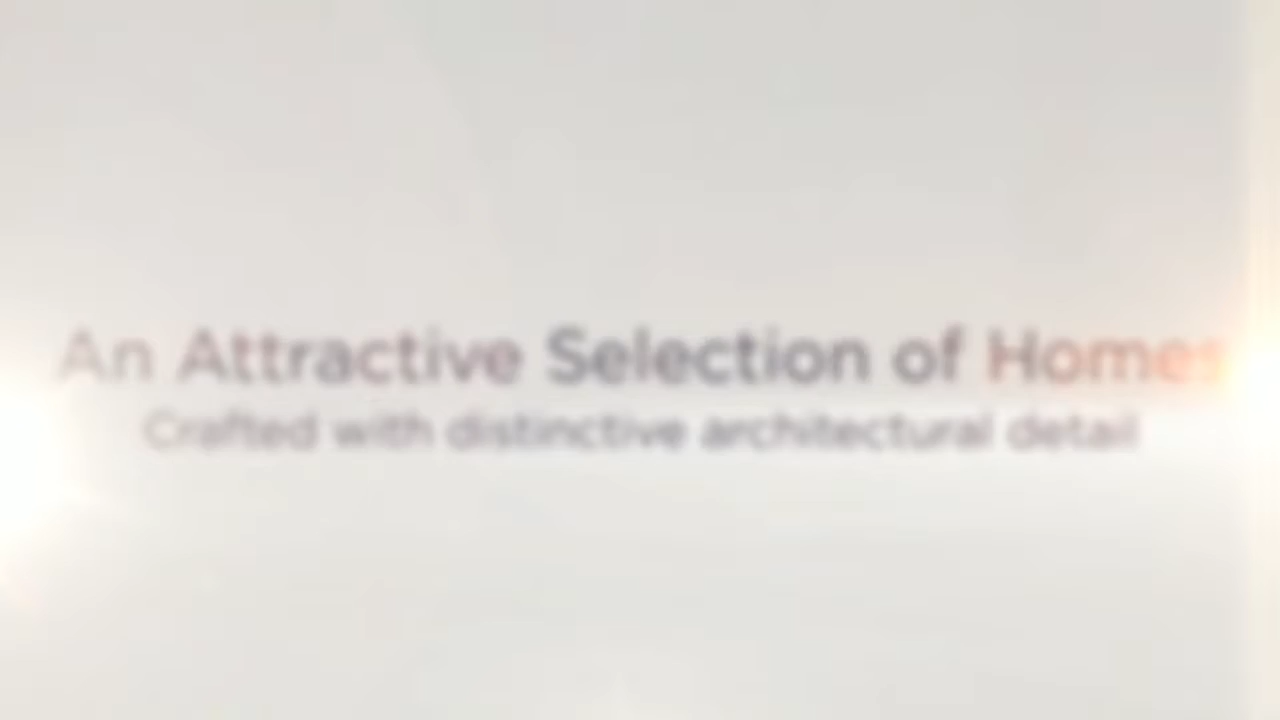 An Attractive Selection of Homes
Crafted with distinctive architectural detail